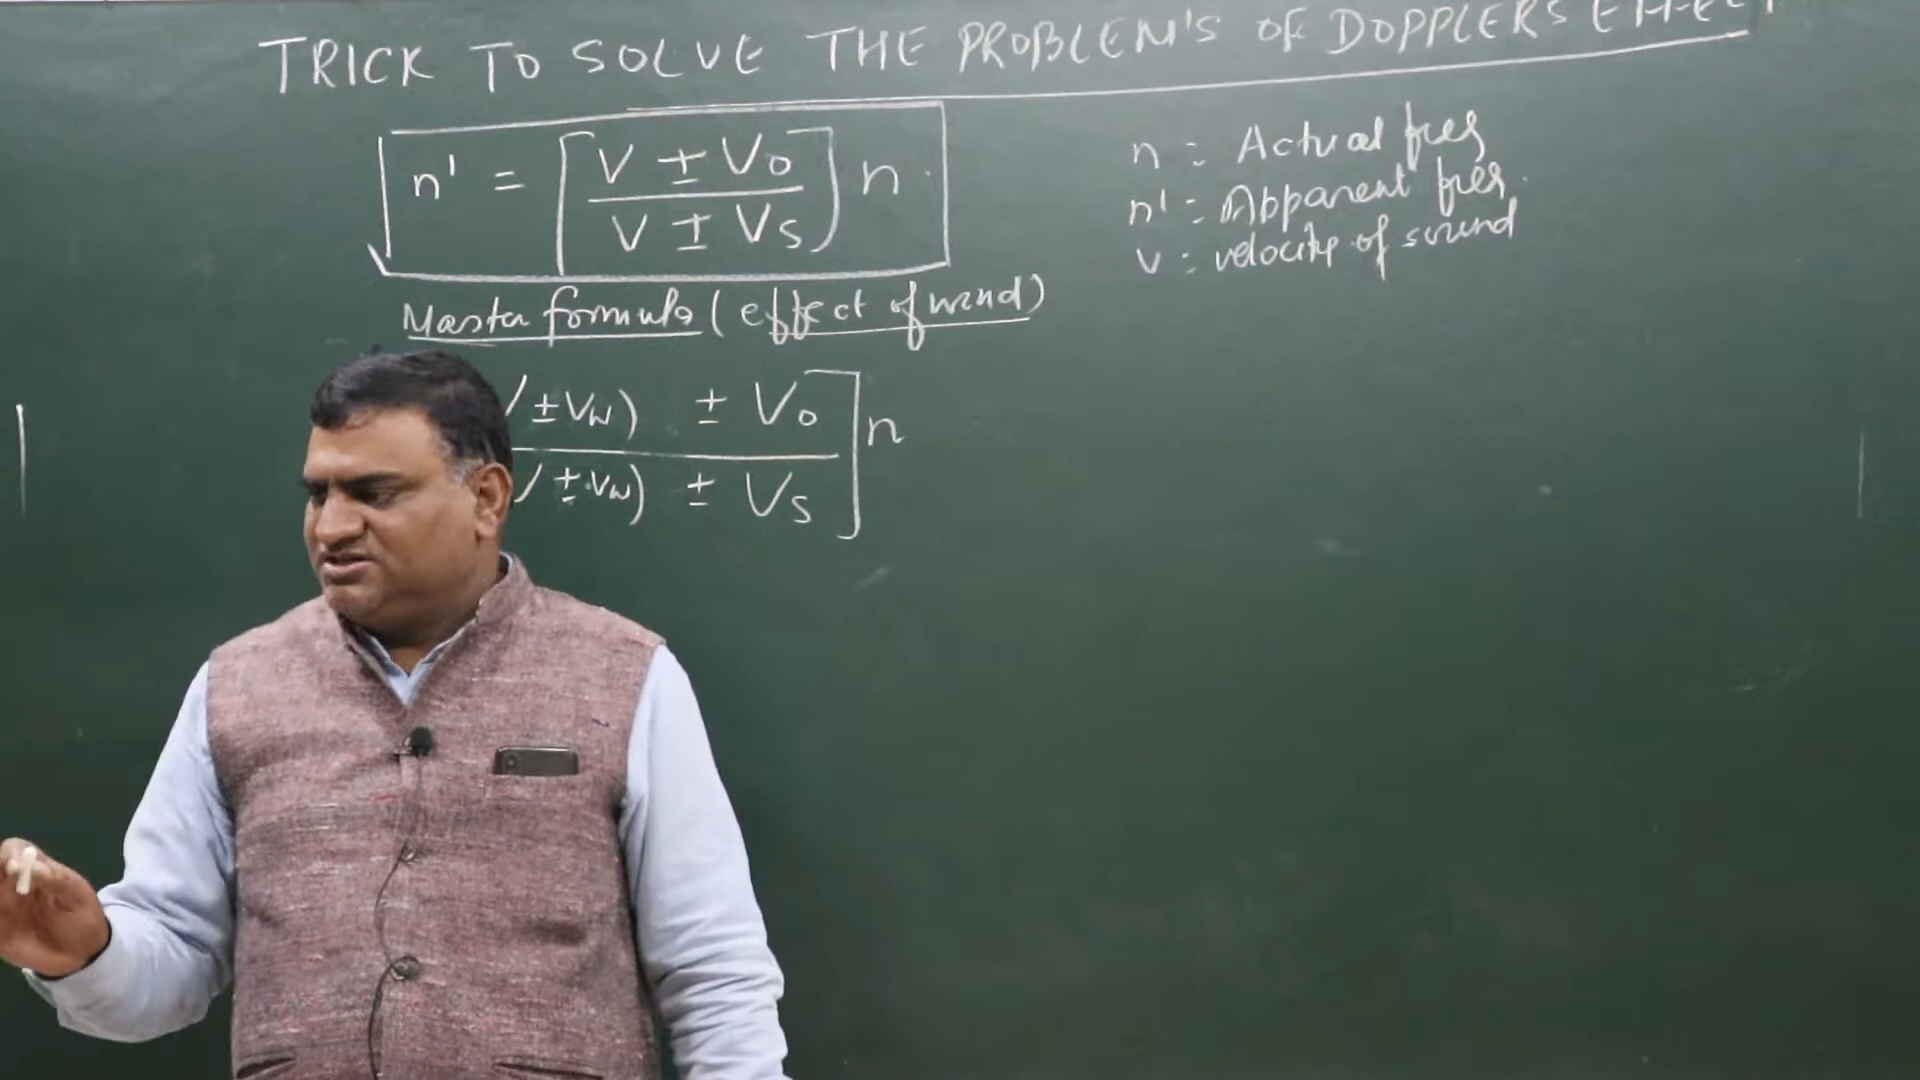 TRICK TO SOLVE THE PROBLEM'S OF DOPPLERS EFFECT
n' = [V ± Vo / V ± Vs] n
n : Actual freq
n' : Apparent freq.
v : velocity of sound
Master formula (effect of wind)
± Vw) ± Vo
± Vw) ± Vs ] n